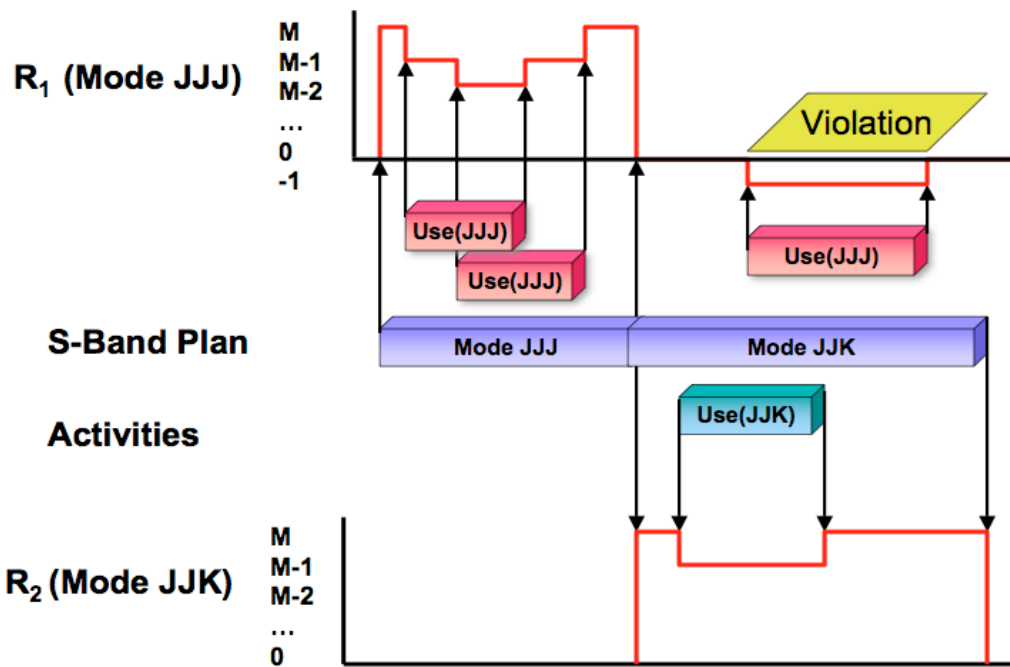 M
R₁ (Mode JJJ)
M-1
M-2
...
0
-1
Violation
Use(JJJ)
Use(JJJ)
Use(JJJ)
S-Band Plan
Mode JJJ
Mode JJK
Activities
Use(JJK)
R₂ (Mode JJK)
M
M-1
M-2
...
0